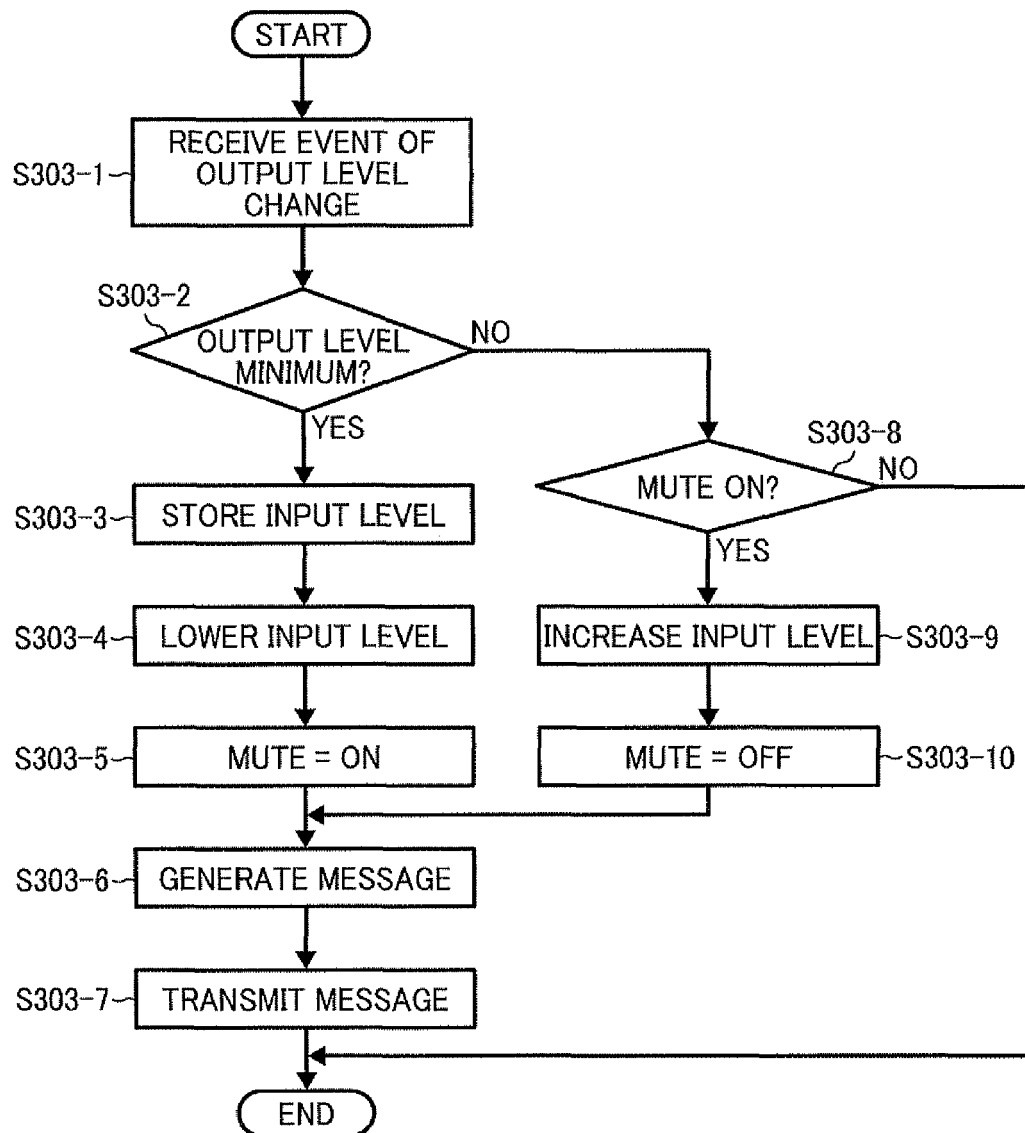 START
S303-1
RECEIVE EVENT OF
OUTPUT LEVEL
CHANGE
S303-2
OUTPUT LEVEL
MINIMUM?
NO
YES
S303-8
MUTE ON?
NO
YES
S303-3
STORE INPUT LEVEL
S303-4
LOWER INPUT LEVEL
INCREASE INPUT LEVEL
S303-9
S303-5
MUTE = ON
MUTE = OFF
S303-10
S303-6
GENERATE MESSAGE
S303-7
TRANSMIT MESSAGE
END